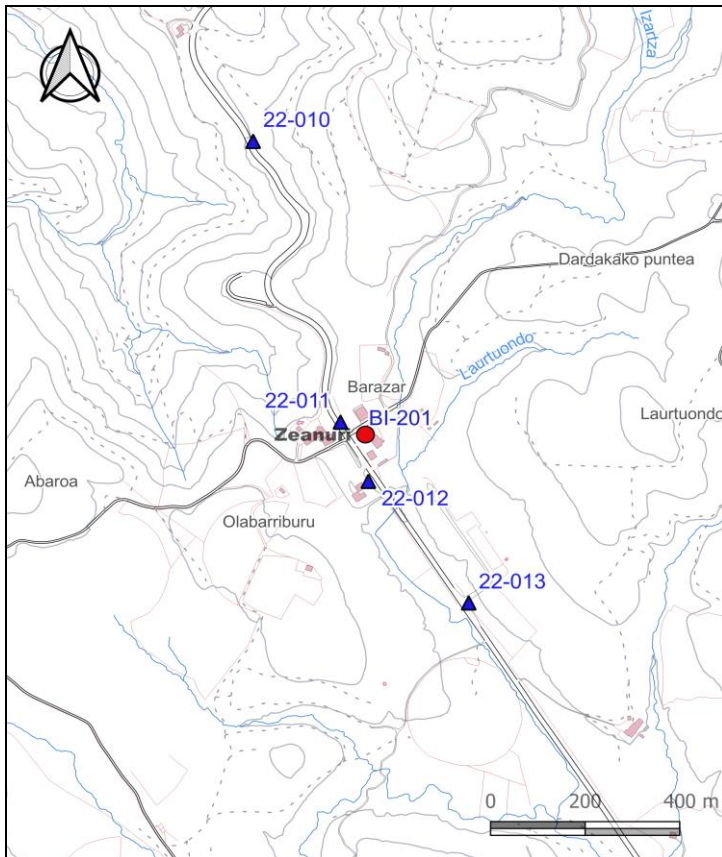 Izartza
22-010
Dardakako puntea
Laurtuondo
Barazar
22-011
BI-201
Laurtuondo
Zeanuri
Abaroa
22-012
Olabarriburu
22-013
0 200 400 m